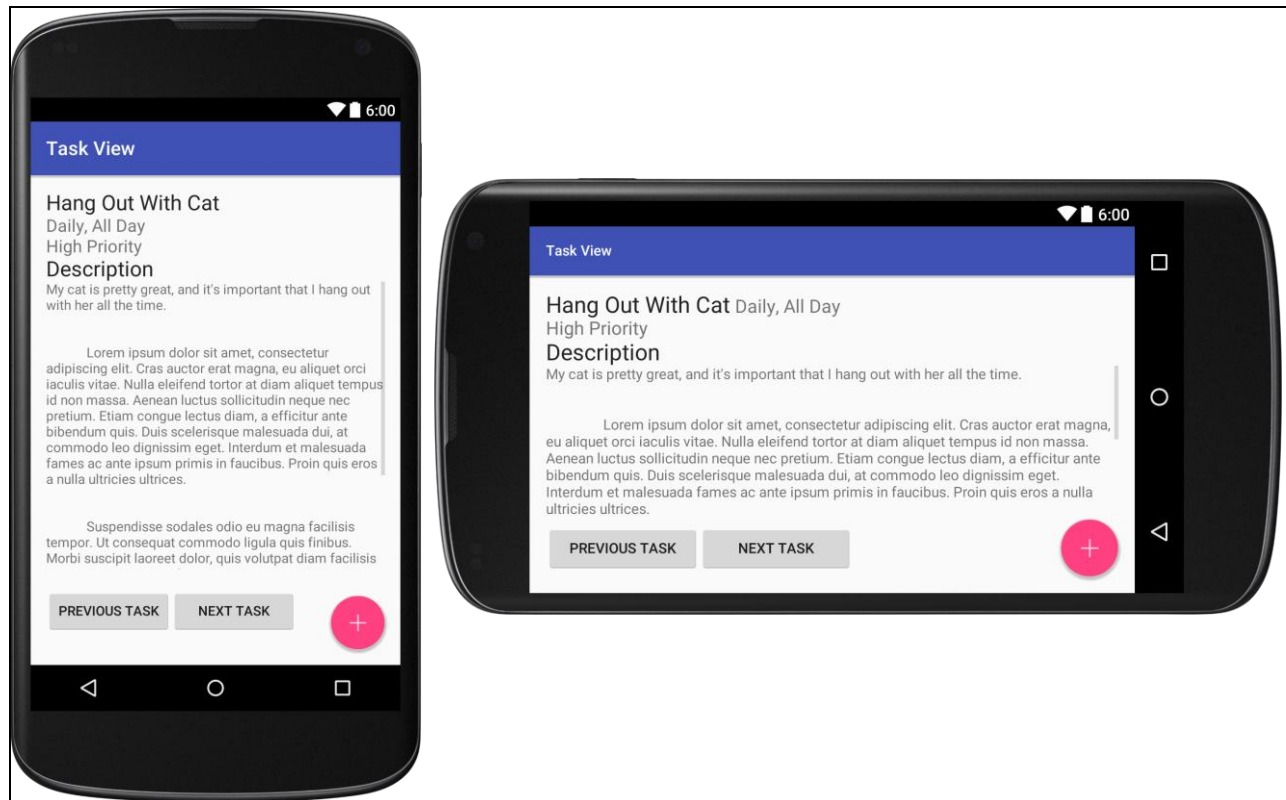 6:00
Task View
Hang Out With Cat
Daily, All Day
High Priority
Description
My cat is pretty great, and it's important that I hang out
with her all the time.
Lorem ipsum dolor sit amet, consectetur
adipiscing elit. Cras auctor erat magna, eu aliquet orci
iaculis vitae. Nulla eleifend tortor at diam aliquet tempus
id non massa. Aenean luctus sollicitudin neque nec
pretium. Etiam congue lectus diam, a efficitur ante
bibendum quis. Duis scelerisque malesuada dui, at
commodo leo dignissim eget. Interdum et malesuada
fames ac ante ipsum primis in faucibus. Proin quis eros
a nulla ultricies ultrices.
Suspendisse sodales odio eu magna facilisis
tempor. Ut consequat commodo ligula quis finibus.
Morbi suscipit laoreet dolor, quis volutpat diam facilisis
PREVIOUS TASK NEXT TASK
6:00
Task View
Hang Out With Cat Daily, All Day
High Priority
Description
My cat is pretty great, and it's important that I hang out with her all the time.
Lorem ipsum dolor sit amet, consectetur adipiscing elit. Cras auctor erat magna,
eu aliquet orci iaculis vitae. Nulla eleifend tortor at diam aliquet tempus id non massa.
Aenean luctus sollicitudin neque nec pretium. Etiam congue lectus diam, a efficitur ante
bibendum quis. Duis scelerisque malesuada dui, at commodo leo dignissim eget.
Interdum et malesuada fames ac ante ipsum primis in faucibus. Proin quis eros a nulla
ultricies ultrices.
PREVIOUS TASK NEXT TASK